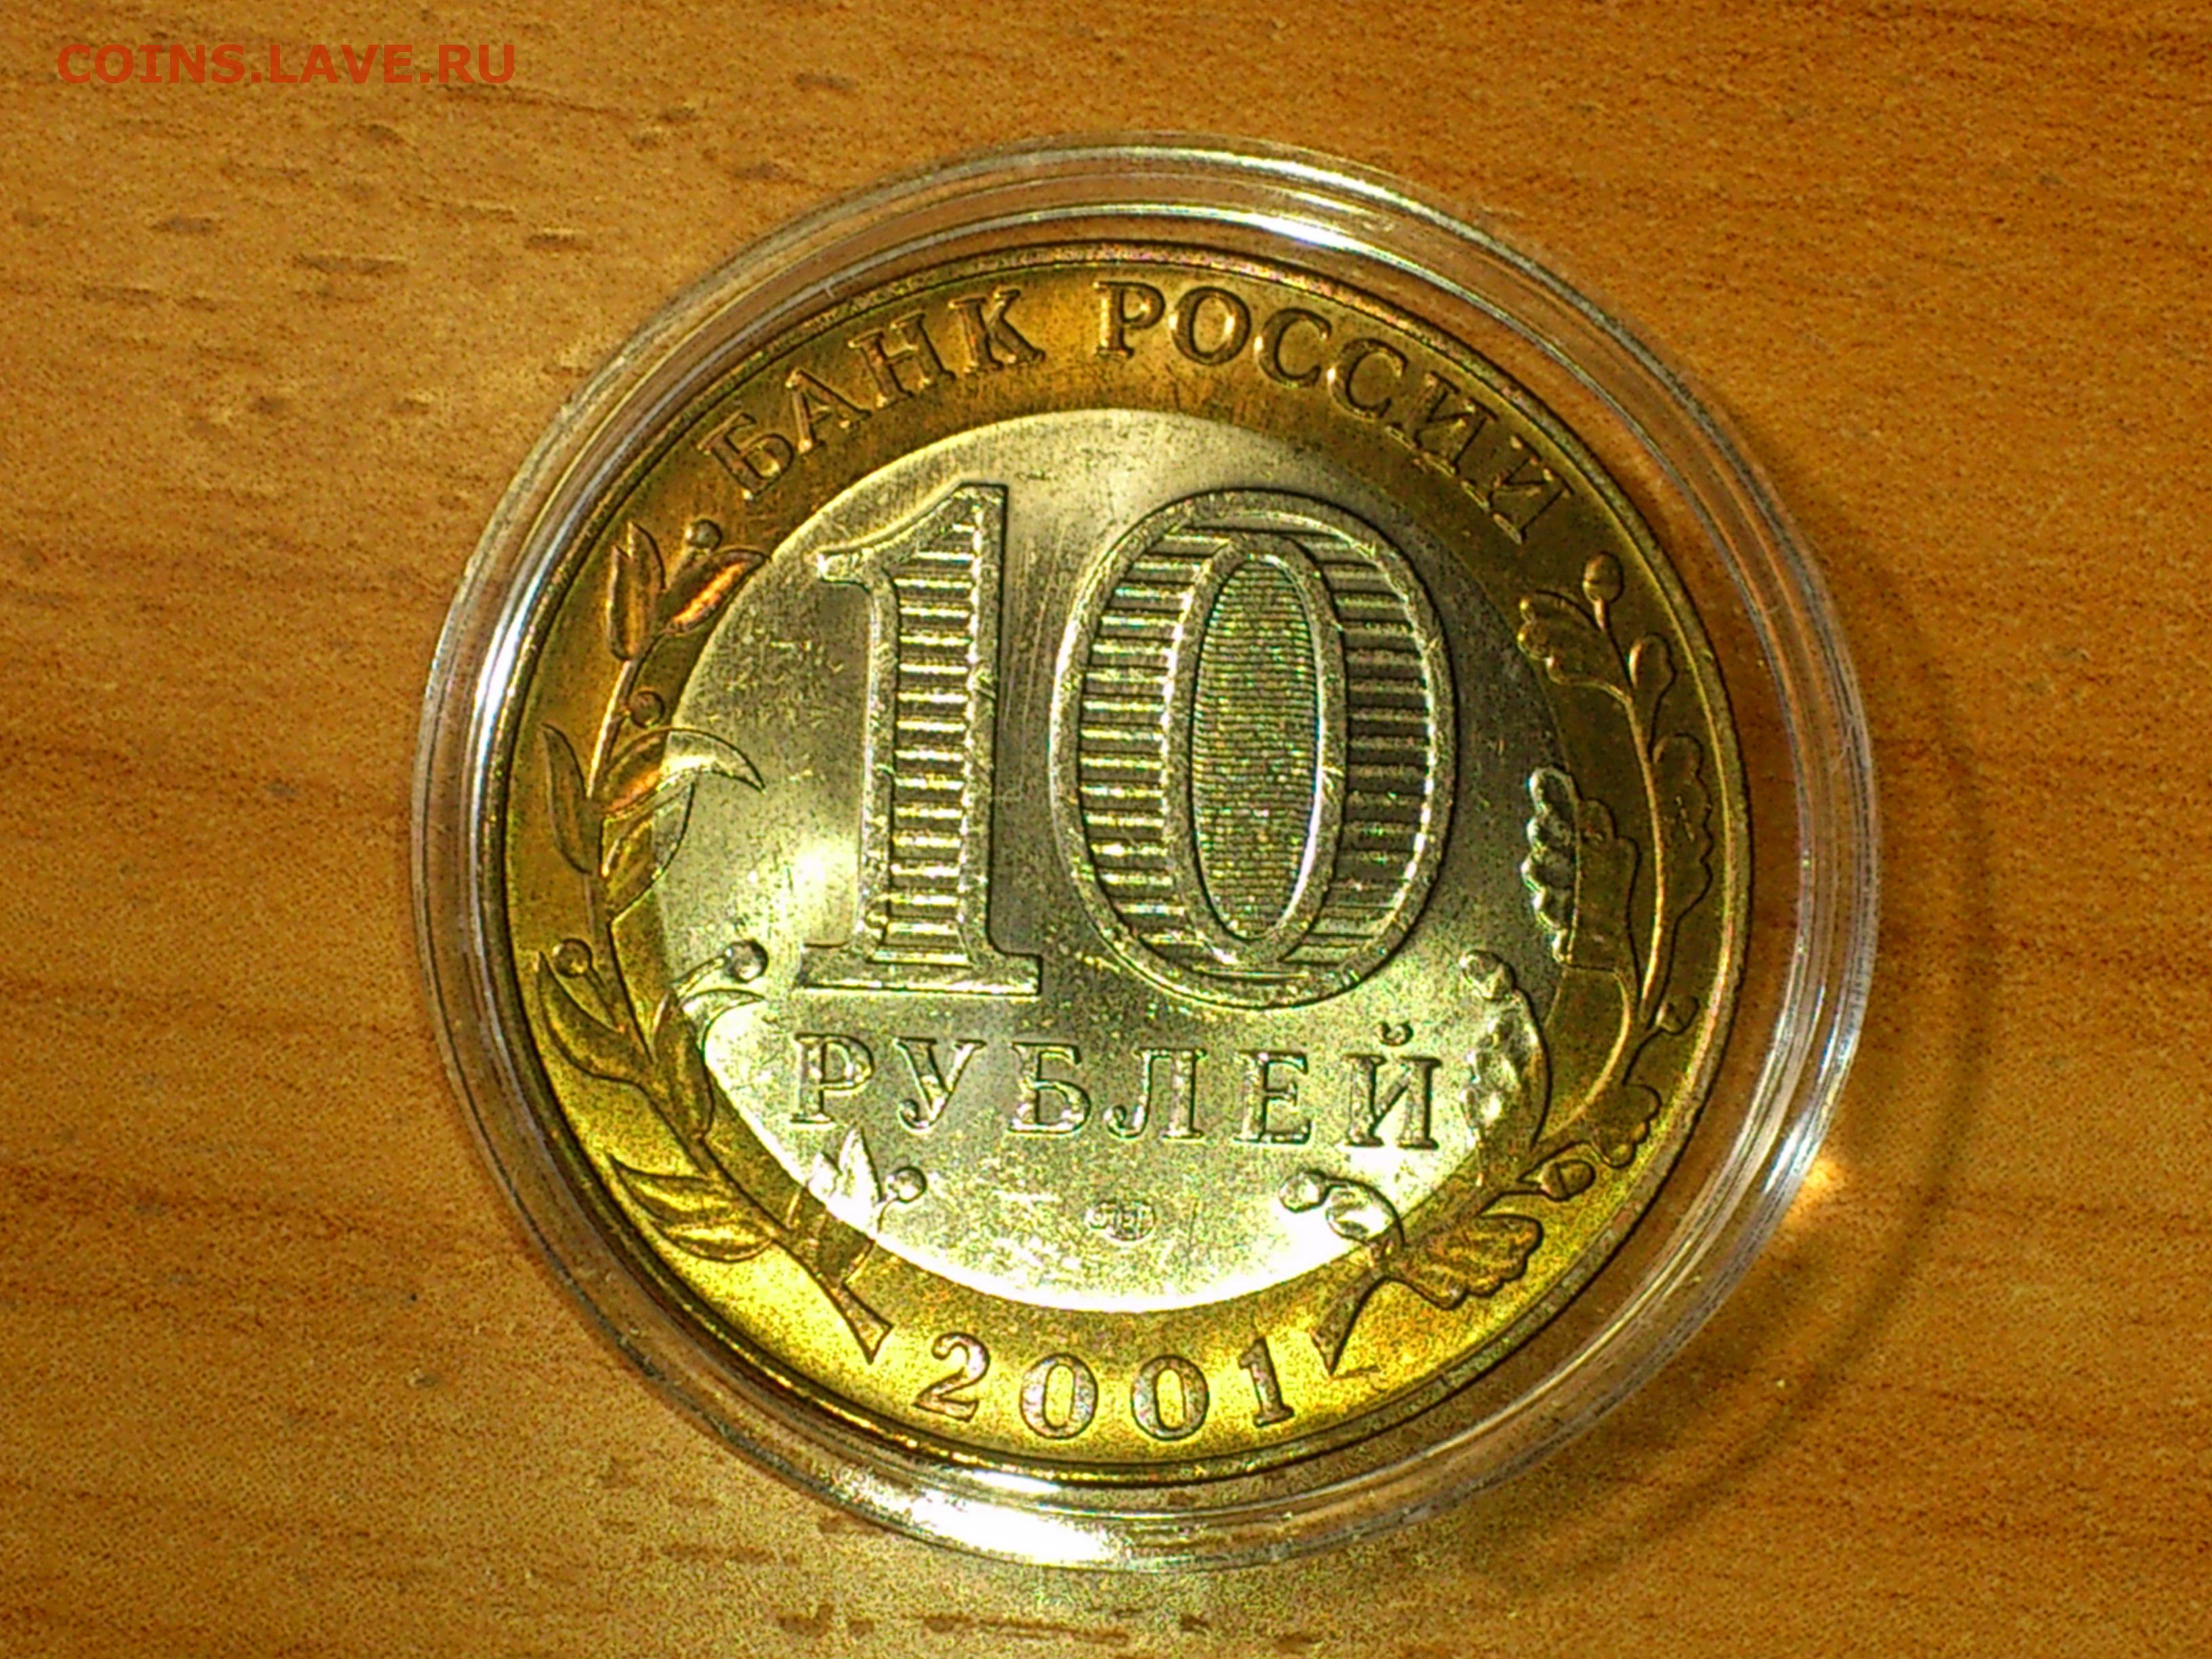 COINS.LAVE.RU
БАНК РОССИИ
10
РУБЛЕЙ
2001